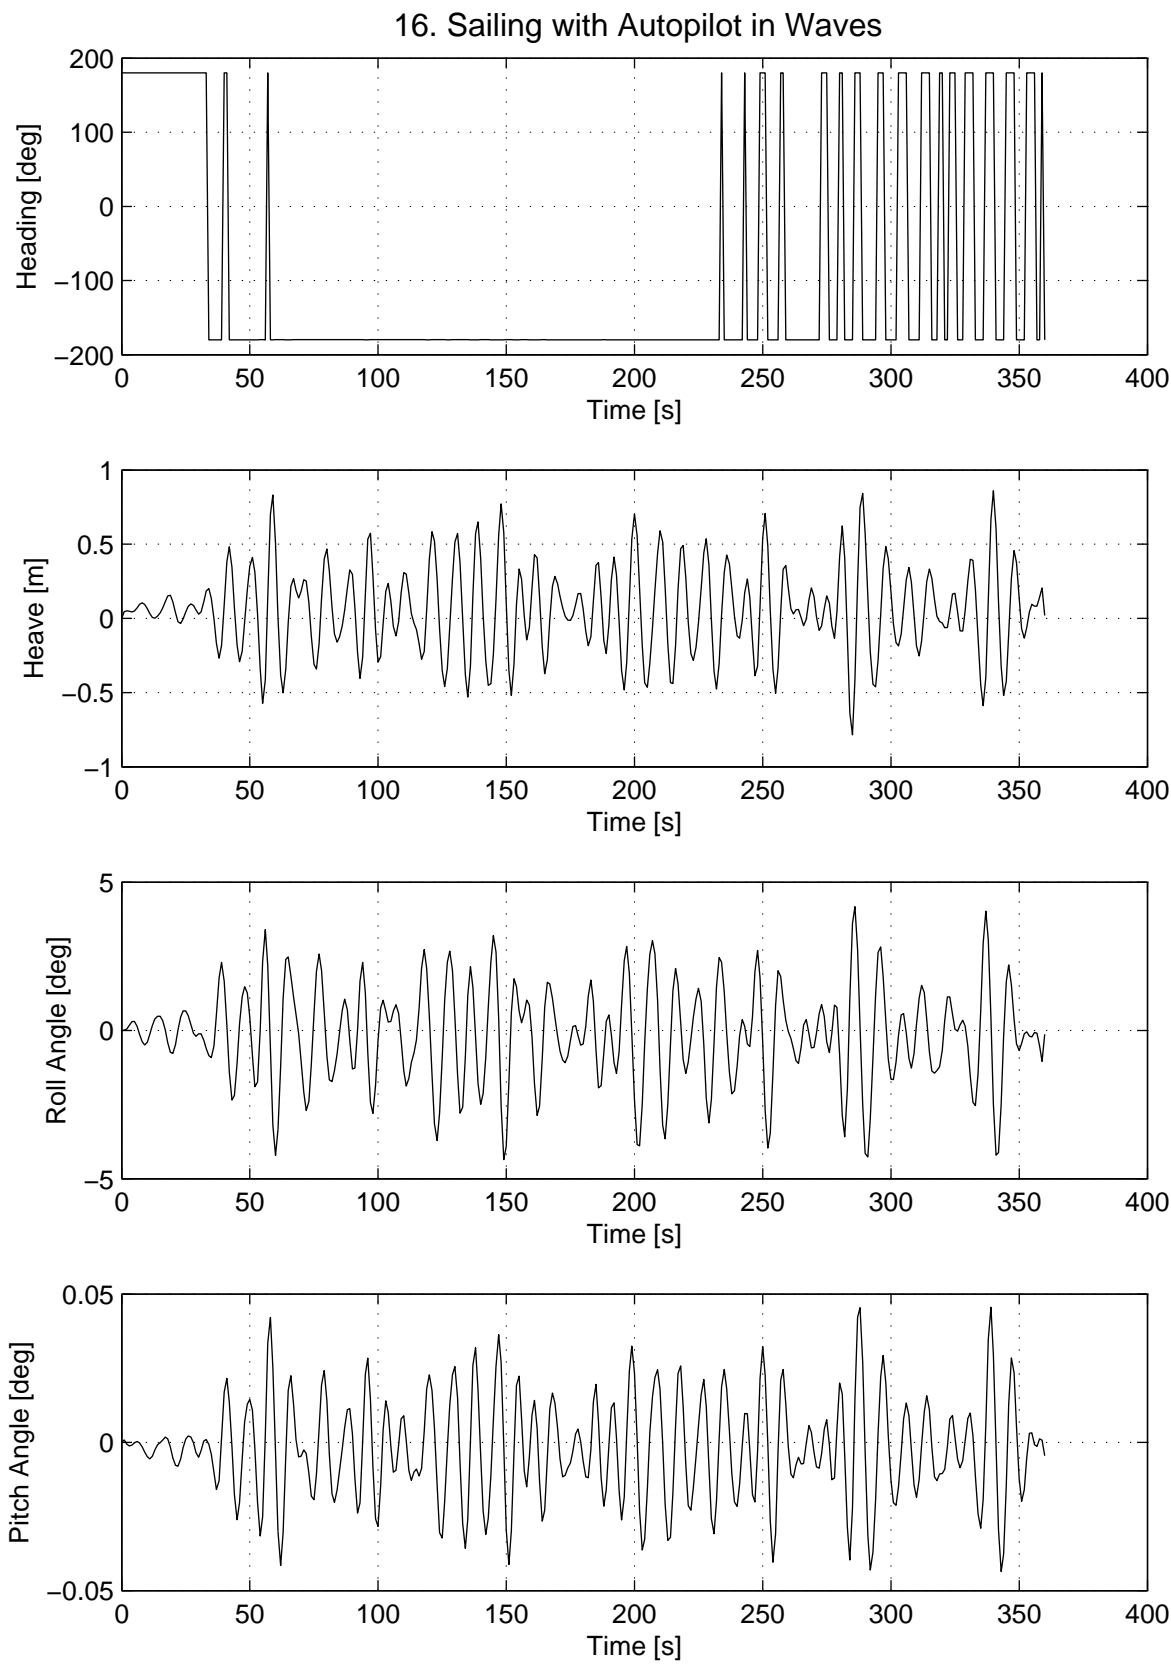 16. Sailing with Autopilot in Waves
200
100
0
−100
−200
Heading [deg]
0 50 100 150 200 250 300 350 400
Time [s]
1
0.5
0
−0.5
−1
Heave [m]
0 50 100 150 200 250 300 350 400
Time [s]
5
0
−5
Roll Angle [deg]
0 50 100 150 200 250 300 350 400
Time [s]
0.05
0
−0.05
Pitch Angle [deg]
0 50 100 150 200 250 300 350 400
Time [s]